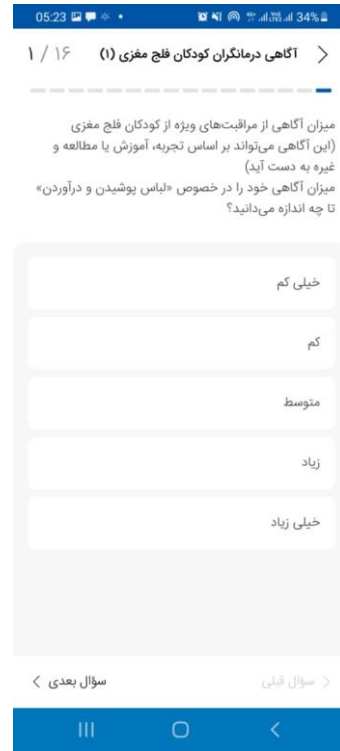 05:23 34%
آگاهی درمانگران کودکان فلج مغزی (۱) ۱ / ۱۶
میزان آگاهی از مراقبت‌های ویژه از کودکان فلج مغزی
(این آگاهی می‌تواند بر اساس تجربه، آموزش یا مطالعه و
غیره به دست آید)
میزان آگاهی خود را در خصوص «لباس پوشیدن و درآوردن»
تا چه اندازه می‌دانید؟
خیلی کم
کم
متوسط
زیاد
خیلی زیاد
سؤال قبلی سؤال بعدی